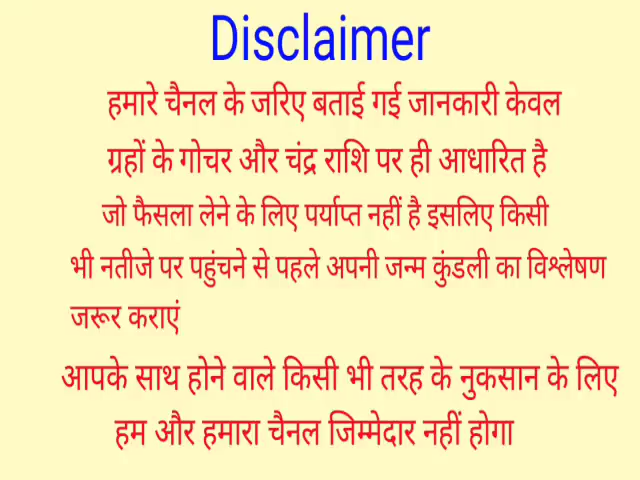 Disclaimer
हमारे चैनल के जरिए बताई गई जानकारी केवल
ग्रहों के गोचर और चंद्र राशि पर ही आधारित है
जो फैसला लेने के लिए पर्याप्त नहीं है इसलिए किसी
भी नतीजे पर पहुंचने से पहले अपनी जन्म कुंडली का विश्लेषण
जरूर कराएं
आपके साथ होने वाले किसी भी तरह के नुकसान के लिए
हम और हमारा चैनल जिम्मेदार नहीं होगा